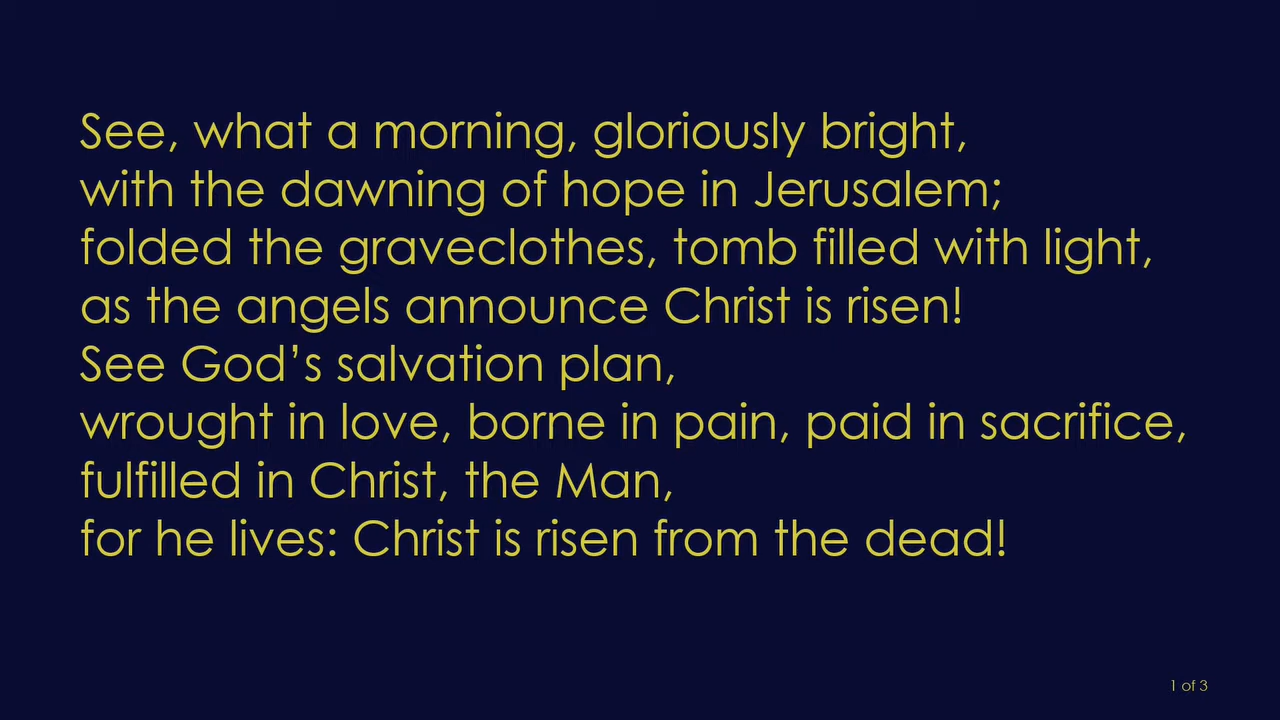 See, what a morning, gloriously bright,
with the dawning of hope in Jerusalem;
folded the graveclothes, tomb filled with light,
as the angels announce Christ is risen!
See God’s salvation plan,
wrought in love, borne in pain, paid in sacrifice,
fulfilled in Christ, the Man,
for he lives: Christ is risen from the dead!
1 of 3